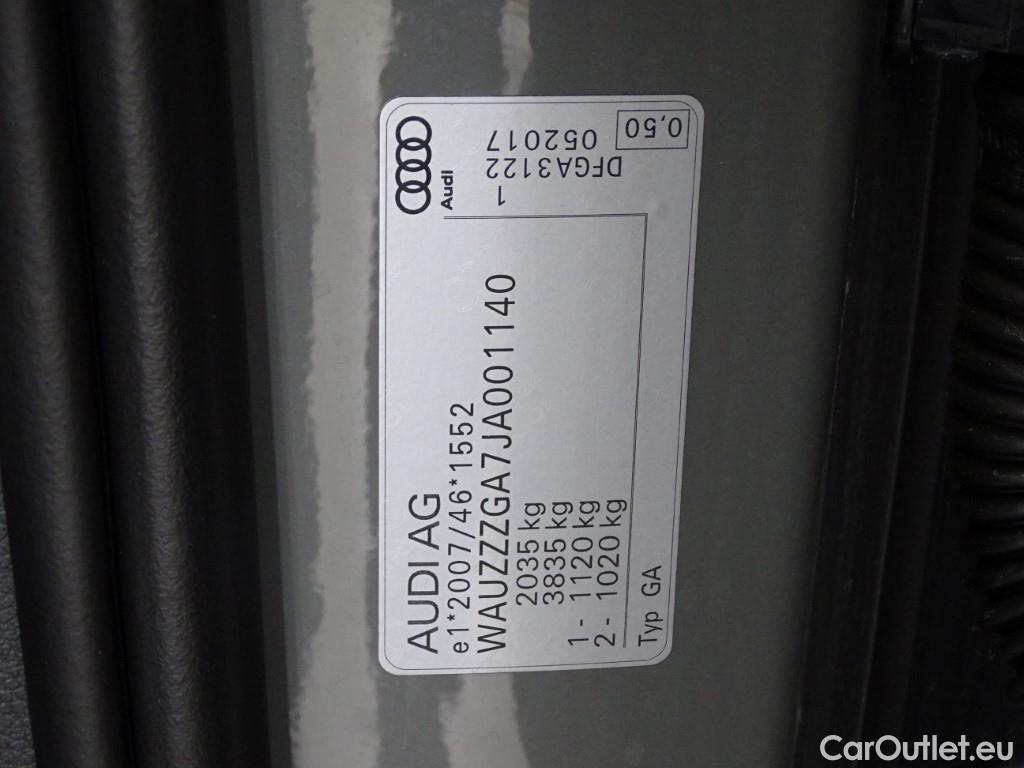 AUDI AG
e1*2007/46*1552
WAUZZZGA7JA001140
2035 kg
3835 kg
1 - 1120 kg
2 - 1020 kg
Typ GA
Audi
1
DFGA3122
052017
0,50
CarOutlet.eu